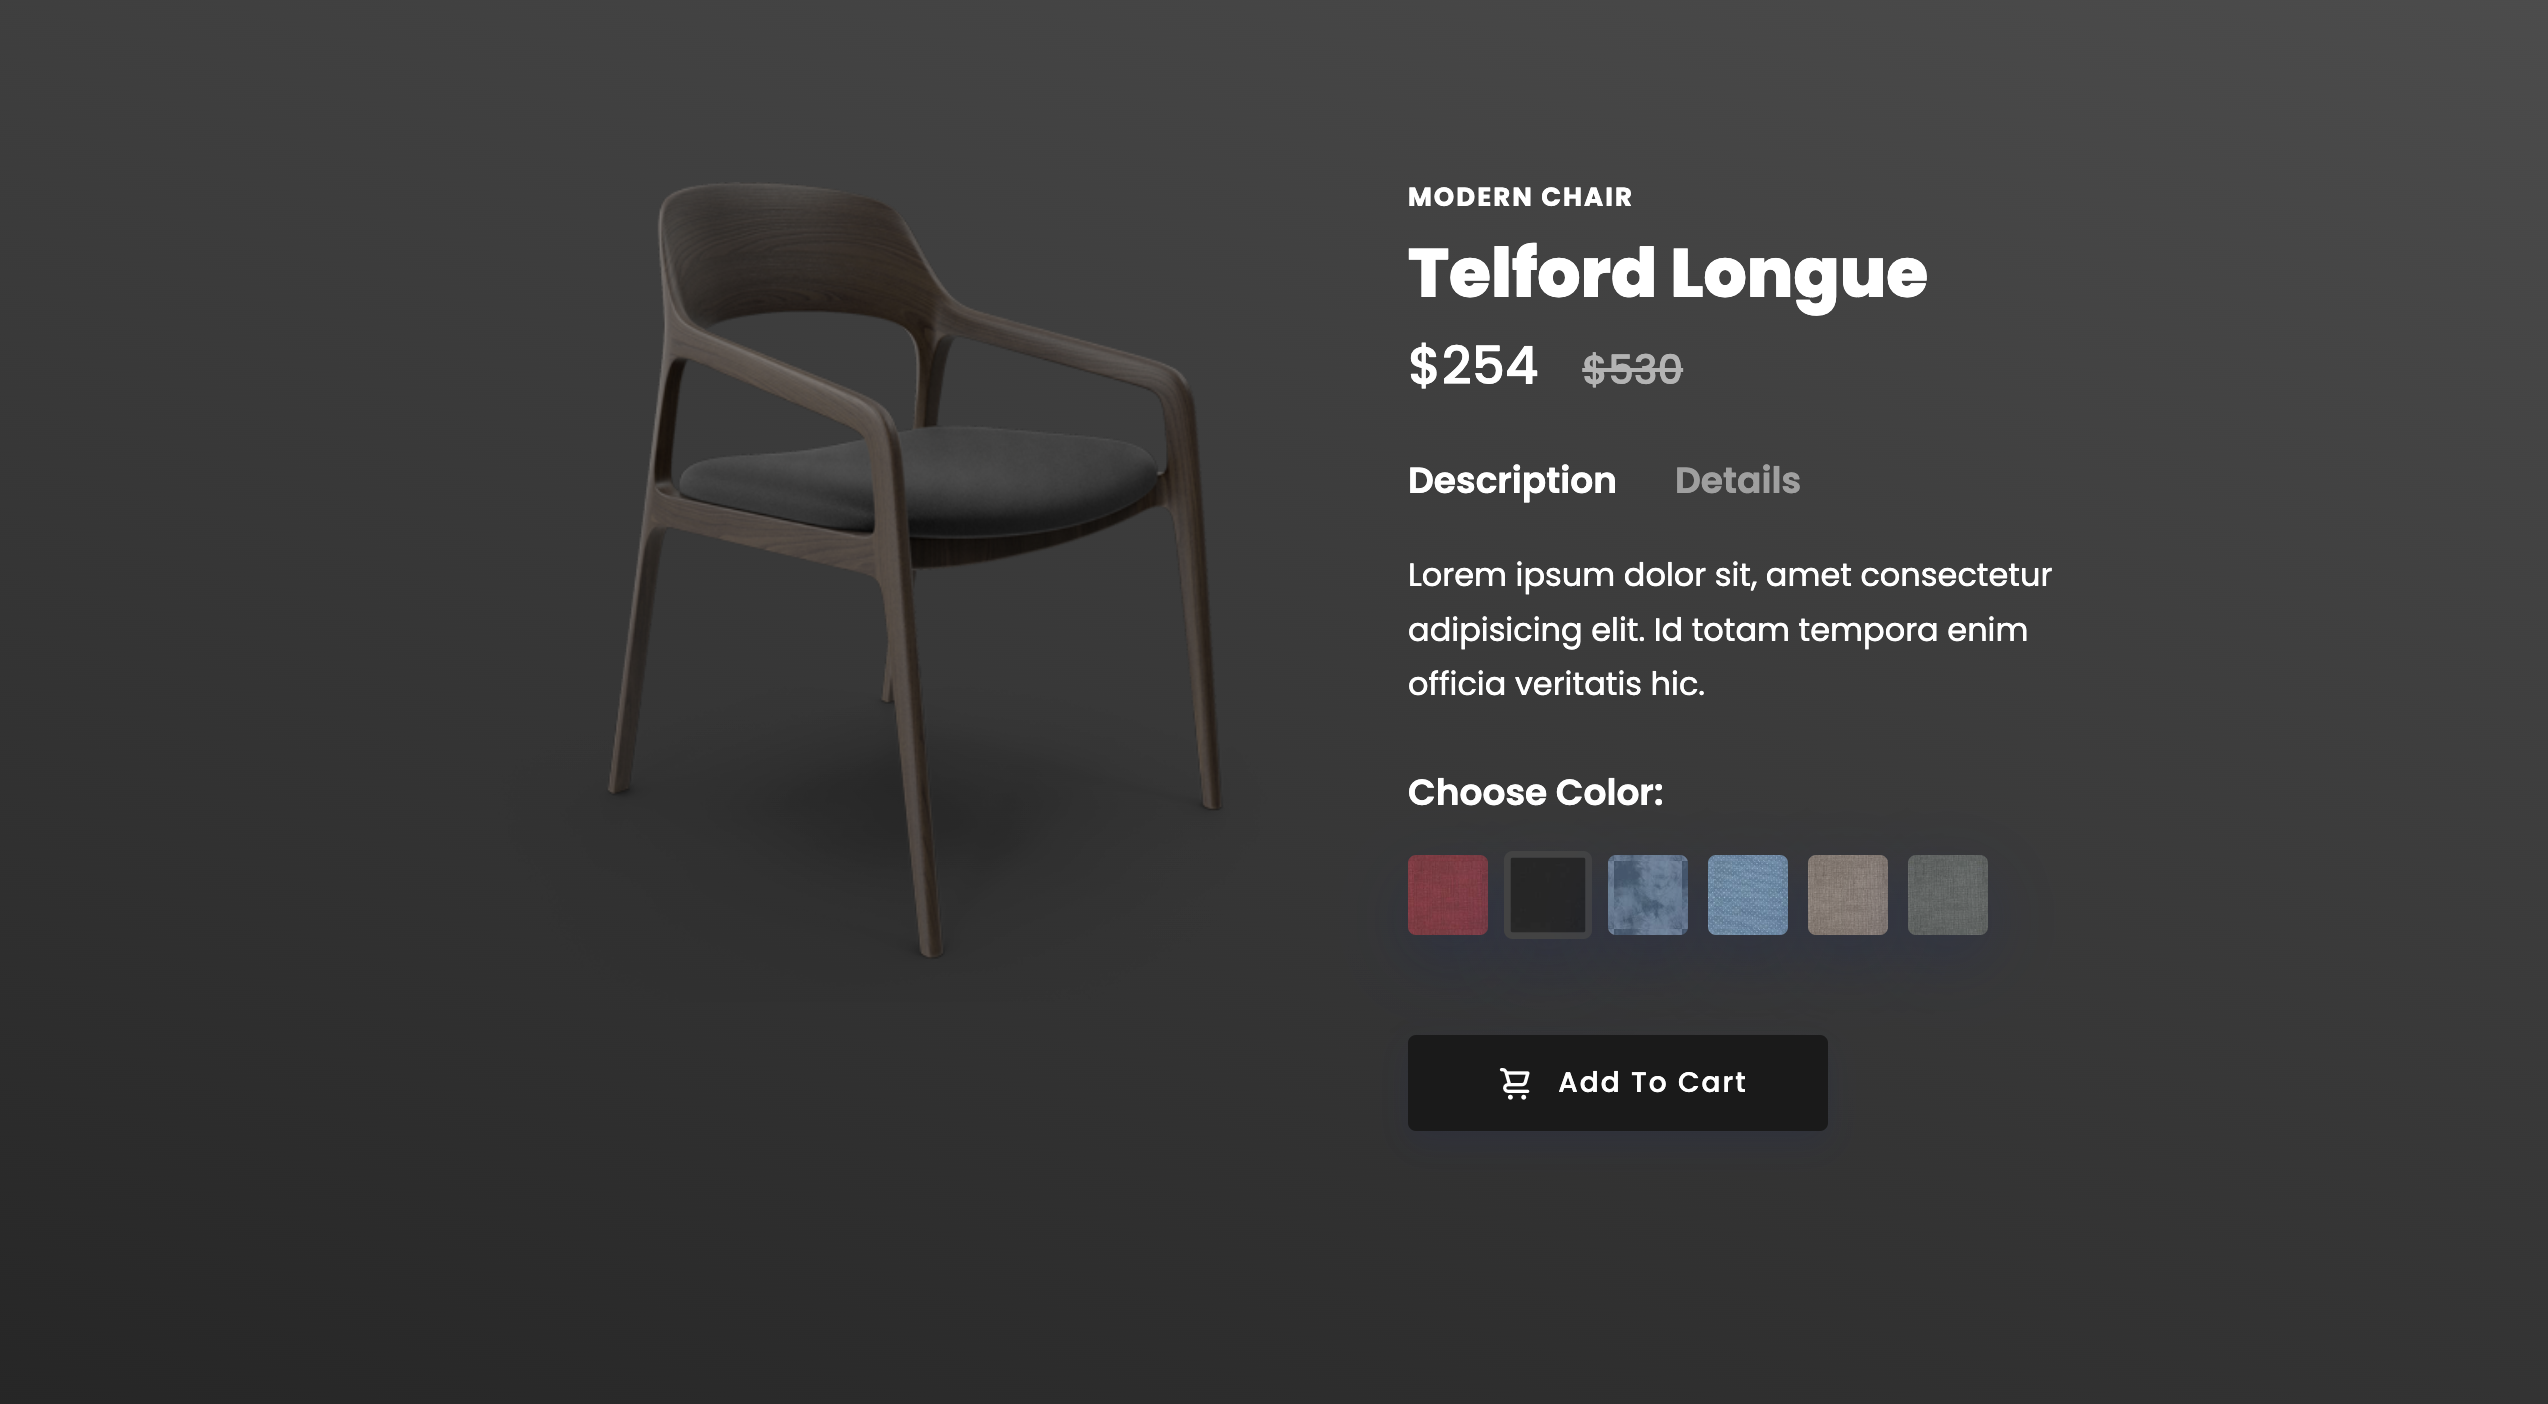 MODERN CHAIR
Telford Longue
$254 $530
Description Details
Lorem ipsum dolor sit, amet consectetur
adipisicing elit. Id totam tempora enim
officia veritatis hic.
Choose Color:
Add To Cart